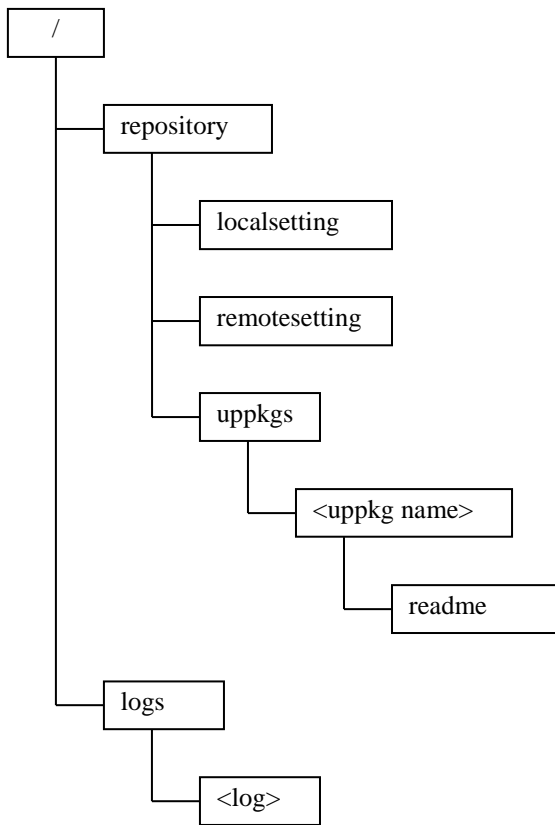 /
repository
localsetting
remotesetting
uppkgs
<uppkg name>
readme
logs
<log>